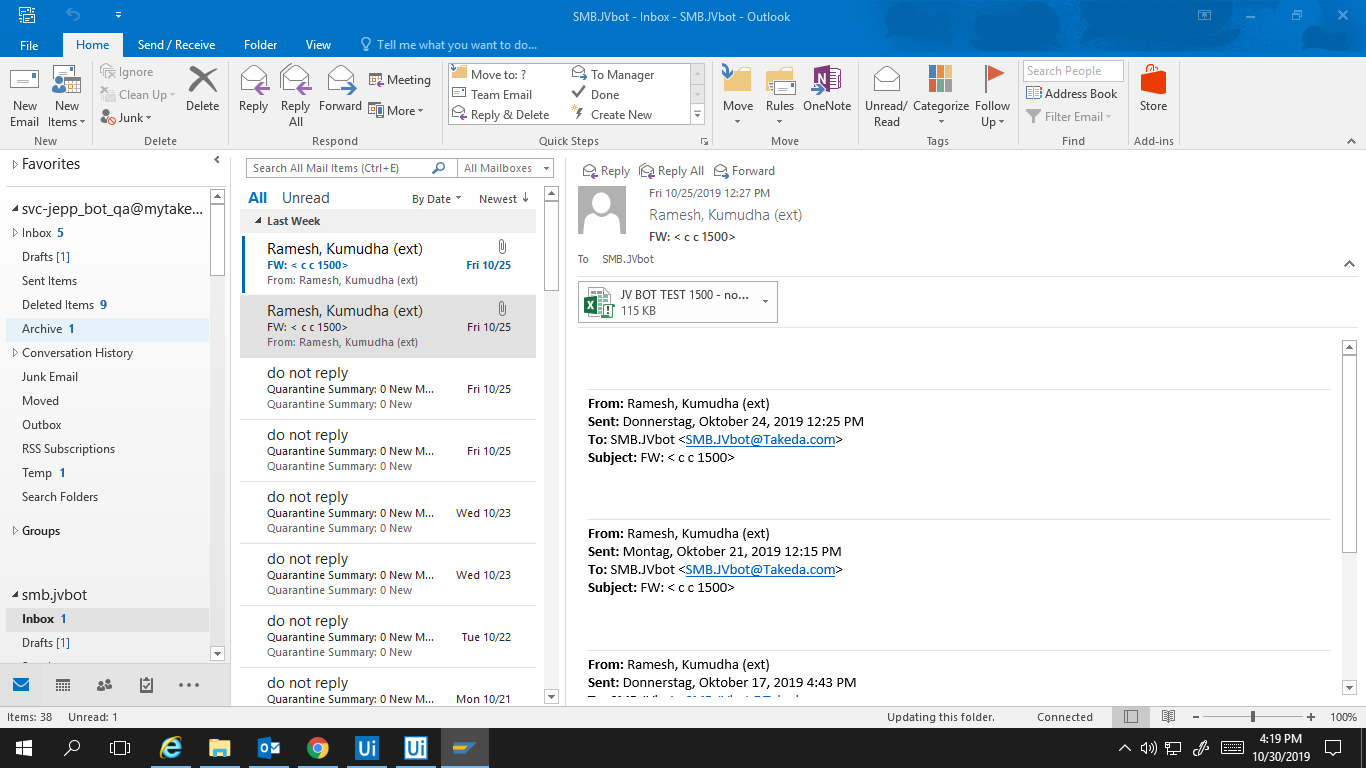 SMB.JVbot - Inbox - SMB.JVbot - Outlook
File Home Send / Receive Folder View Tell me what you want to do...
New Email
New Items
New
Ignore
Clean Up
Junk
Delete
Delete
Reply
Reply All
Forward
Meeting
More
Respond
Move to: ?
Team Email
Reply & Delete
To Manager
Done
Create New
Quick Steps
Move
Rules
OneNote
Move
Unread/ Read
Categorize
Follow Up
Tags
Search People
Address Book
Filter Email
Find
Store
Add-ins
Favorites
svc-jepp_bot_qa@mytake...
Inbox 5
Drafts [1]
Sent Items
Deleted Items 9
Archive 1
Conversation History
Junk Email
Moved
Outbox
RSS Subscriptions
Temp 1
Search Folders
Groups
smb.jvbot
Inbox 1
Drafts [1]
Search All Mail Items (Ctrl+E) All Mailboxes
All Unread By Date Newest ↓
Last Week
Ramesh, Kumudha (ext)
FW: < c c 1500> Fri 10/25
From: Ramesh, Kumudha (ext)
Ramesh, Kumudha (ext)
FW: < c c 1500> Fri 10/25
From: Ramesh, Kumudha (ext)
do not reply
Quarantine Summary: 0 New M... Fri 10/25
Quarantine Summary: 0 New
do not reply
Quarantine Summary: 0 New M... Fri 10/25
Quarantine Summary: 0 New
do not reply
Quarantine Summary: 0 New M... Wed 10/23
Quarantine Summary: 0 New
do not reply
Quarantine Summary: 0 New M... Wed 10/23
Quarantine Summary: 0 New
do not reply
Quarantine Summary: 0 New M... Tue 10/22
Quarantine Summary: 0 New
do not reply
Quarantine Summary: 0 New M... Mon 10/21
Reply Reply All Forward
Fri 10/25/2019 12:27 PM
Ramesh, Kumudha (ext)
FW: < c c 1500>
To SMB.JVbot
JV BOT TEST 1500 - no...
115 KB
From: Ramesh, Kumudha (ext)
Sent: Donnerstag, Oktober 24, 2019 12:25 PM
To: SMB.JVbot <SMB.JVbot@Takeda.com>
Subject: FW: < c c 1500>
From: Ramesh, Kumudha (ext)
Sent: Montag, Oktober 21, 2019 12:15 PM
To: SMB.JVbot <SMB.JVbot@Takeda.com>
Subject: FW: < c c 1500>
From: Ramesh, Kumudha (ext)
Sent: Donnerstag, Oktober 17, 2019 4:43 PM
Items: 38 Unread: 1 Updating this folder. Connected 100%
Ui Ui
4:19 PM
10/30/2019